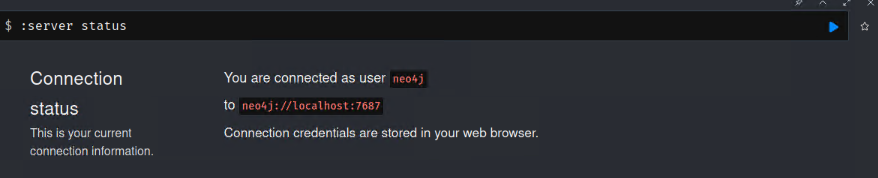 $ :server status
Connection
status
This is your current
connection information.
You are connected as user neo4j
to neo4j://localhost:7687
Connection credentials are stored in your web browser.